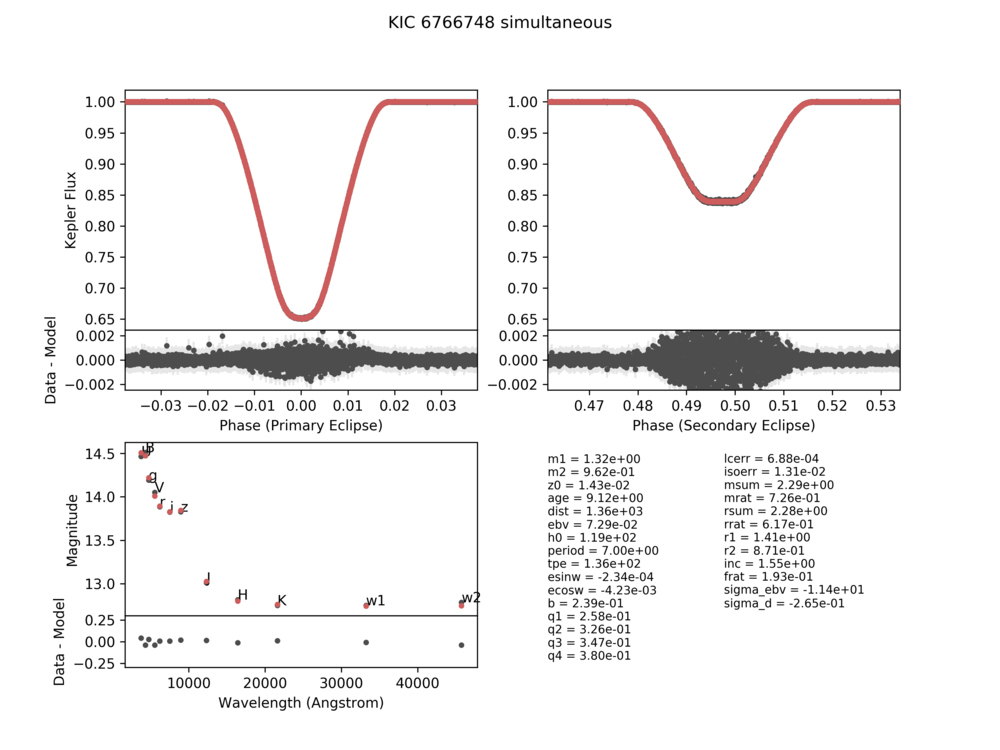 KIC 6766748 simultaneous
1.00
0.95
0.90
0.85
0.80
0.75
0.70
0.65
Kepler Flux
0.002
0.000
−0.002
Data - Model
−0.03 −0.02 −0.01 0.00 0.01 0.02 0.03
Phase (Primary Eclipse)
1.00
0.95
0.90
0.85
0.80
0.75
0.70
0.65
0.002
0.000
−0.002
0.47 0.48 0.49 0.50 0.51 0.52 0.53
Phase (Secondary Eclipse)
14.5
14.0
13.5
13.0
Magnitude
B
g
V
r i z
J
H
K
w1
w2
0.25
0.00
−0.25
Data - Model
10000 20000 30000 40000
Wavelength (Angstrom)
m1 = 1.32e+00
m2 = 9.62e-01
z0 = 1.43e-02
age = 9.12e+00
dist = 1.36e+03
ebv = 7.29e-02
h0 = 1.19e+02
period = 7.00e+00
tpe = 1.36e+02
esinw = -2.34e-04
ecosw = -4.23e-03
b = 2.39e-01
q1 = 2.58e-01
q2 = 3.26e-01
q3 = 3.47e-01
q4 = 3.80e-01
lcerr = 6.88e-04
isoerr = 1.31e-02
msum = 2.29e+00
mrat = 7.26e-01
rsum = 2.28e+00
rrat = 6.17e-01
r1 = 1.41e+00
r2 = 8.71e-01
inc = 1.55e+00
frat = 1.93e-01
sigma_ebv = -1.14e+01
sigma_d = -2.65e-01